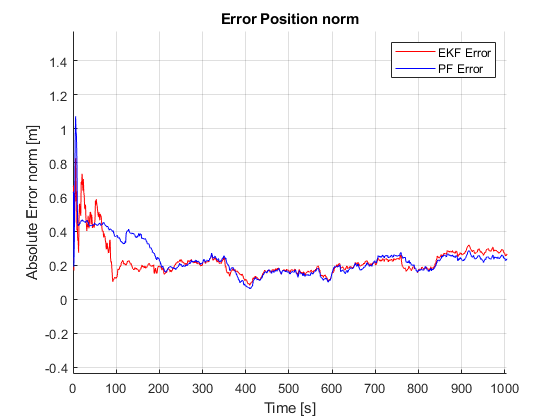 Error Position norm
EKF Error
PF Error
Absolute Error norm [m]
1.4
1.2
1
0.8
0.6
0.4
0.2
0
-0.2
-0.4
0 100 200 300 400 500 600 700 800 900 1000
Time [s]